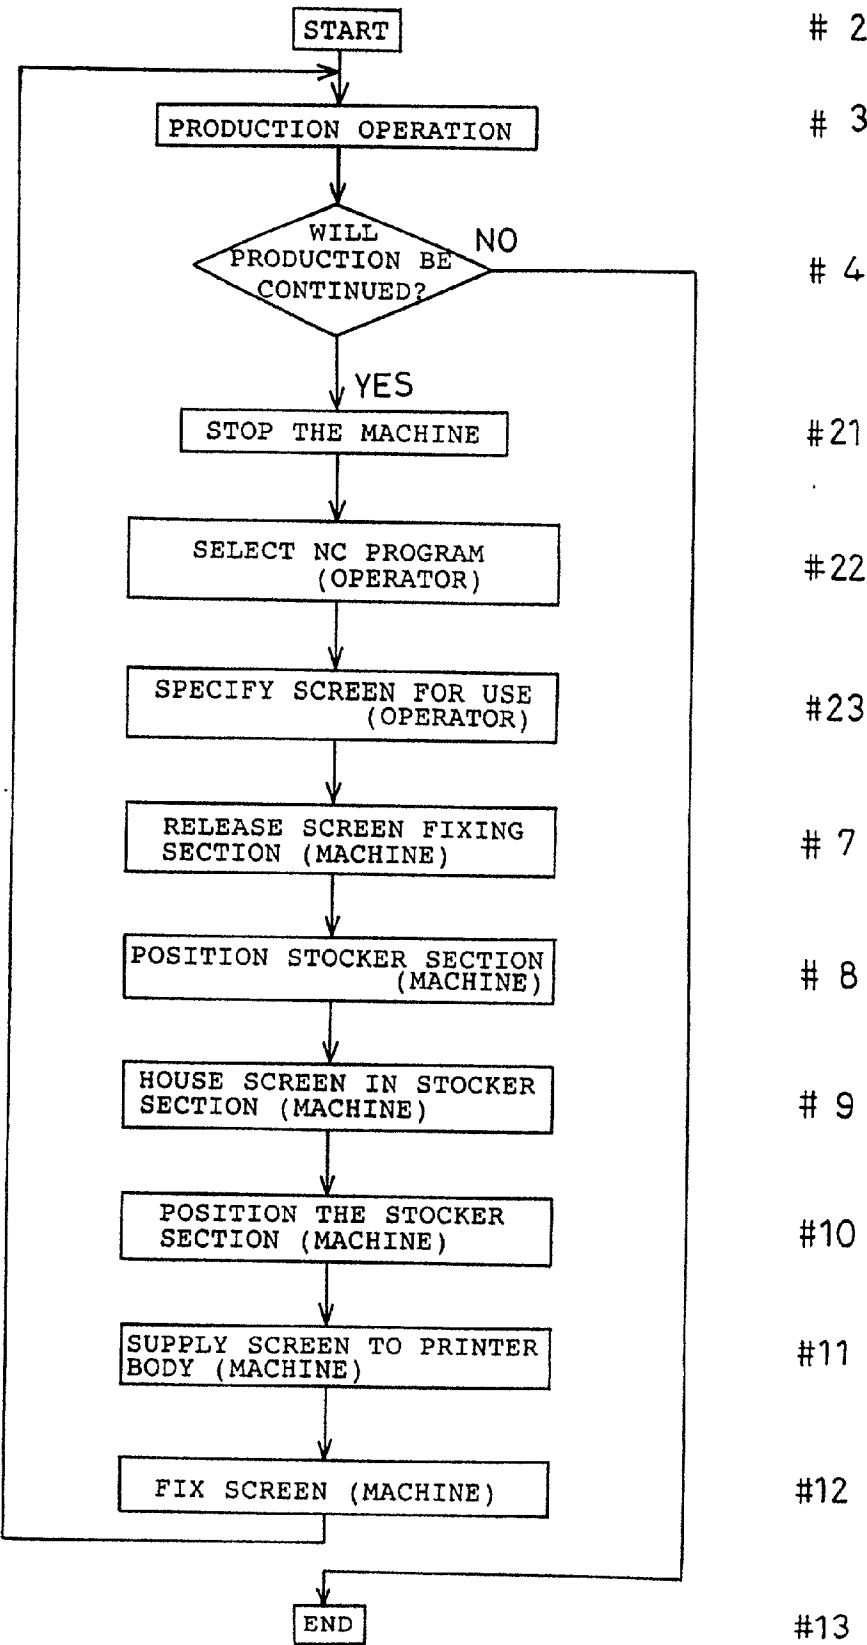 START
# 2
PRODUCTION OPERATION
# 3
WILL
PRODUCTION BE
CONTINUED?
NO
# 4
YES
STOP THE MACHINE
#21
SELECT NC PROGRAM
(OPERATOR)
#22
SPECIFY SCREEN FOR USE
(OPERATOR)
#23
RELEASE SCREEN FIXING
SECTION (MACHINE)
# 7
POSITION STOCKER SECTION
(MACHINE)
# 8
HOUSE SCREEN IN STOCKER
SECTION (MACHINE)
# 9
POSITION THE STOCKER
SECTION (MACHINE)
#10
SUPPLY SCREEN TO PRINTER
BODY (MACHINE)
#11
FIX SCREEN (MACHINE)
#12
END
#13